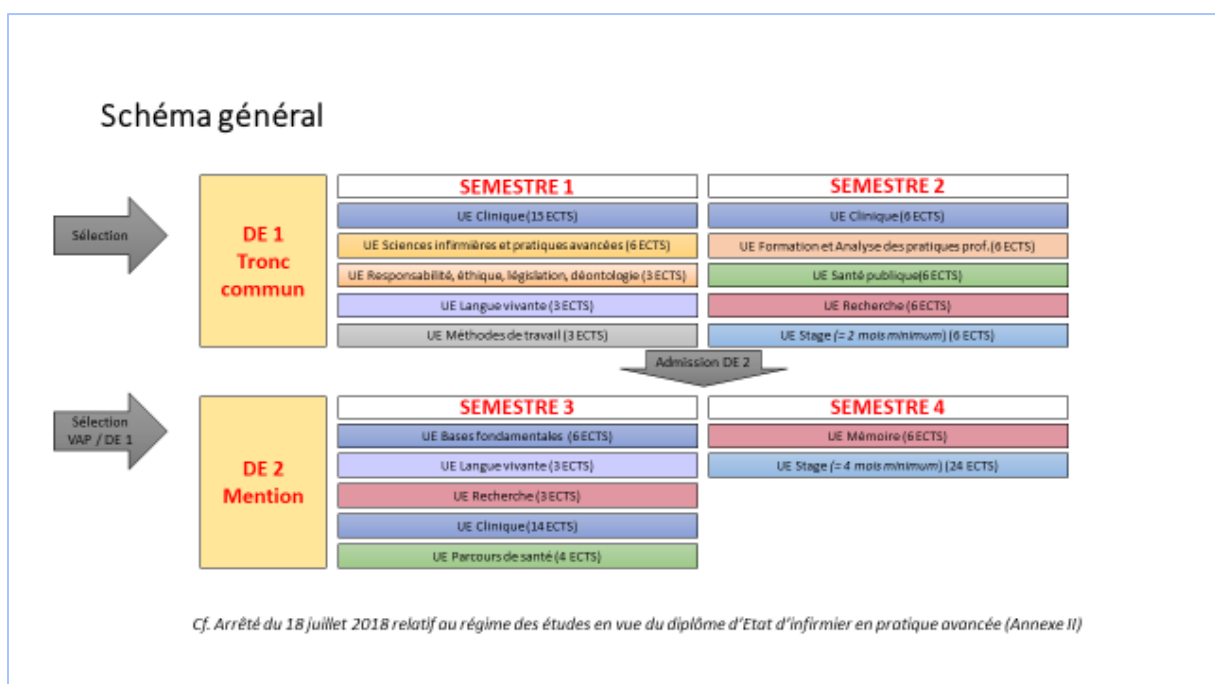 Schéma général
Sélection
DE 1
Tronc
commun
SEMESTRE 1
UE Clinique (15 ECTS)
UE Sciences infirmières et pratiques avancées (6 ECTS)
UE Responsabilité, éthique, législation, déontologie (3 ECTS)
UE Langue vivante (3 ECTS)
UE Méthodes de travail (3 ECTS)
SEMESTRE 2
UE Clinique (6 ECTS)
UE Formation et Analyse des pratiques prof.(6 ECTS)
UE Santé publique(6 ECTS)
UE Recherche (6 ECTS)
UE Stage (= 2 mois minimum) (6 ECTS)
Admission DE 2
Sélection
VAP / DE 1
DE 2
Mention
SEMESTRE 3
UE Bases fondamentales (6 ECTS)
UE Langue vivante (3 ECTS)
UE Recherche (3 ECTS)
UE Clinique (14 ECTS)
UE Parcours de santé (4 ECTS)
SEMESTRE 4
UE Mémoire (6 ECTS)
UE Stage (= 4 mois minimum) (24 ECTS)
Cf. Arrêté du 18 juillet 2018 relatif au régime des études en vue du diplôme d'Etat d'infirmier en pratique avancée (Annexe II)